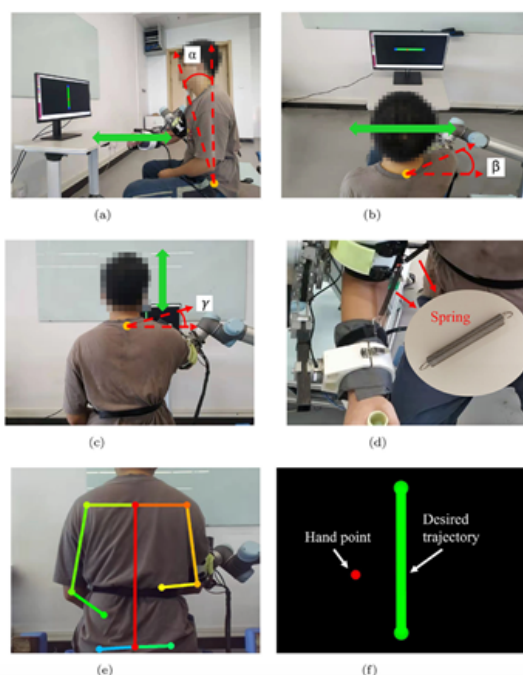 α
(a)
β
(b)
γ
(c)
Spring
(d)
(e)
Hand point
Desired
trajectory
(f)